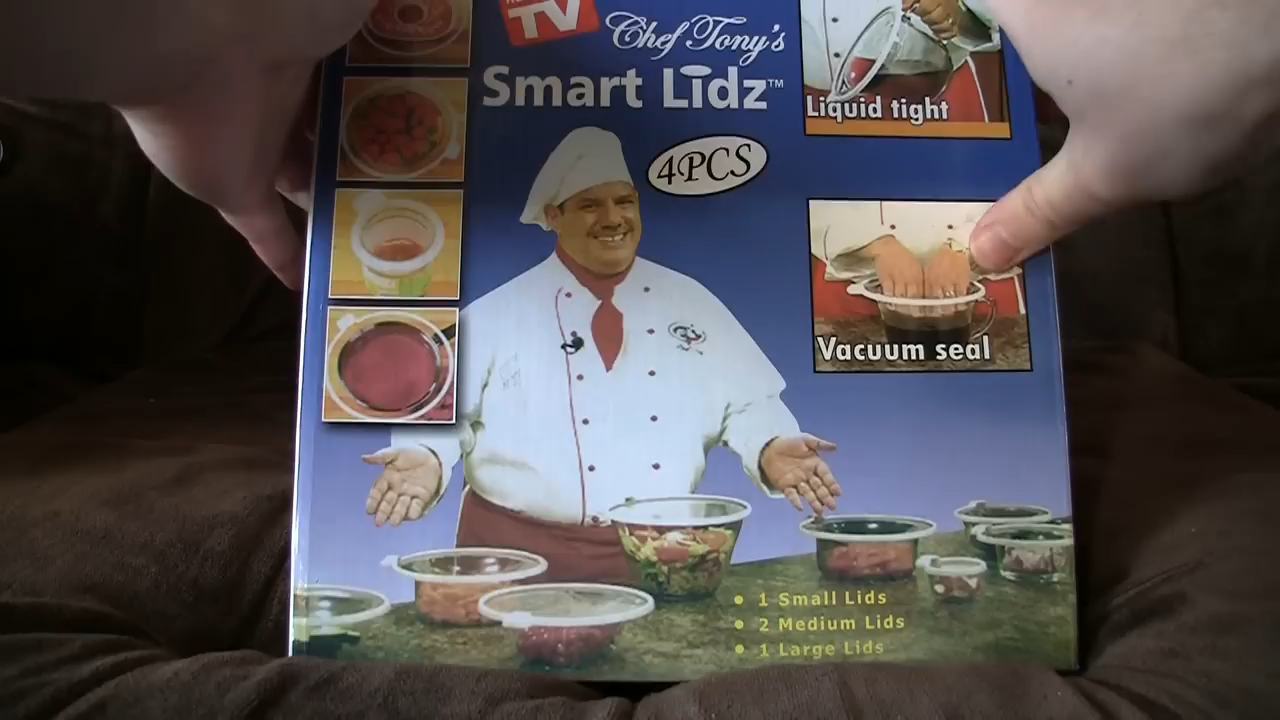 TV
Chef Tony's
Smart Lidz™
4PCS
Liquid tight
Vacuum seal
• 1 Small Lids
• 2 Medium Lids
• 1 Large Lids